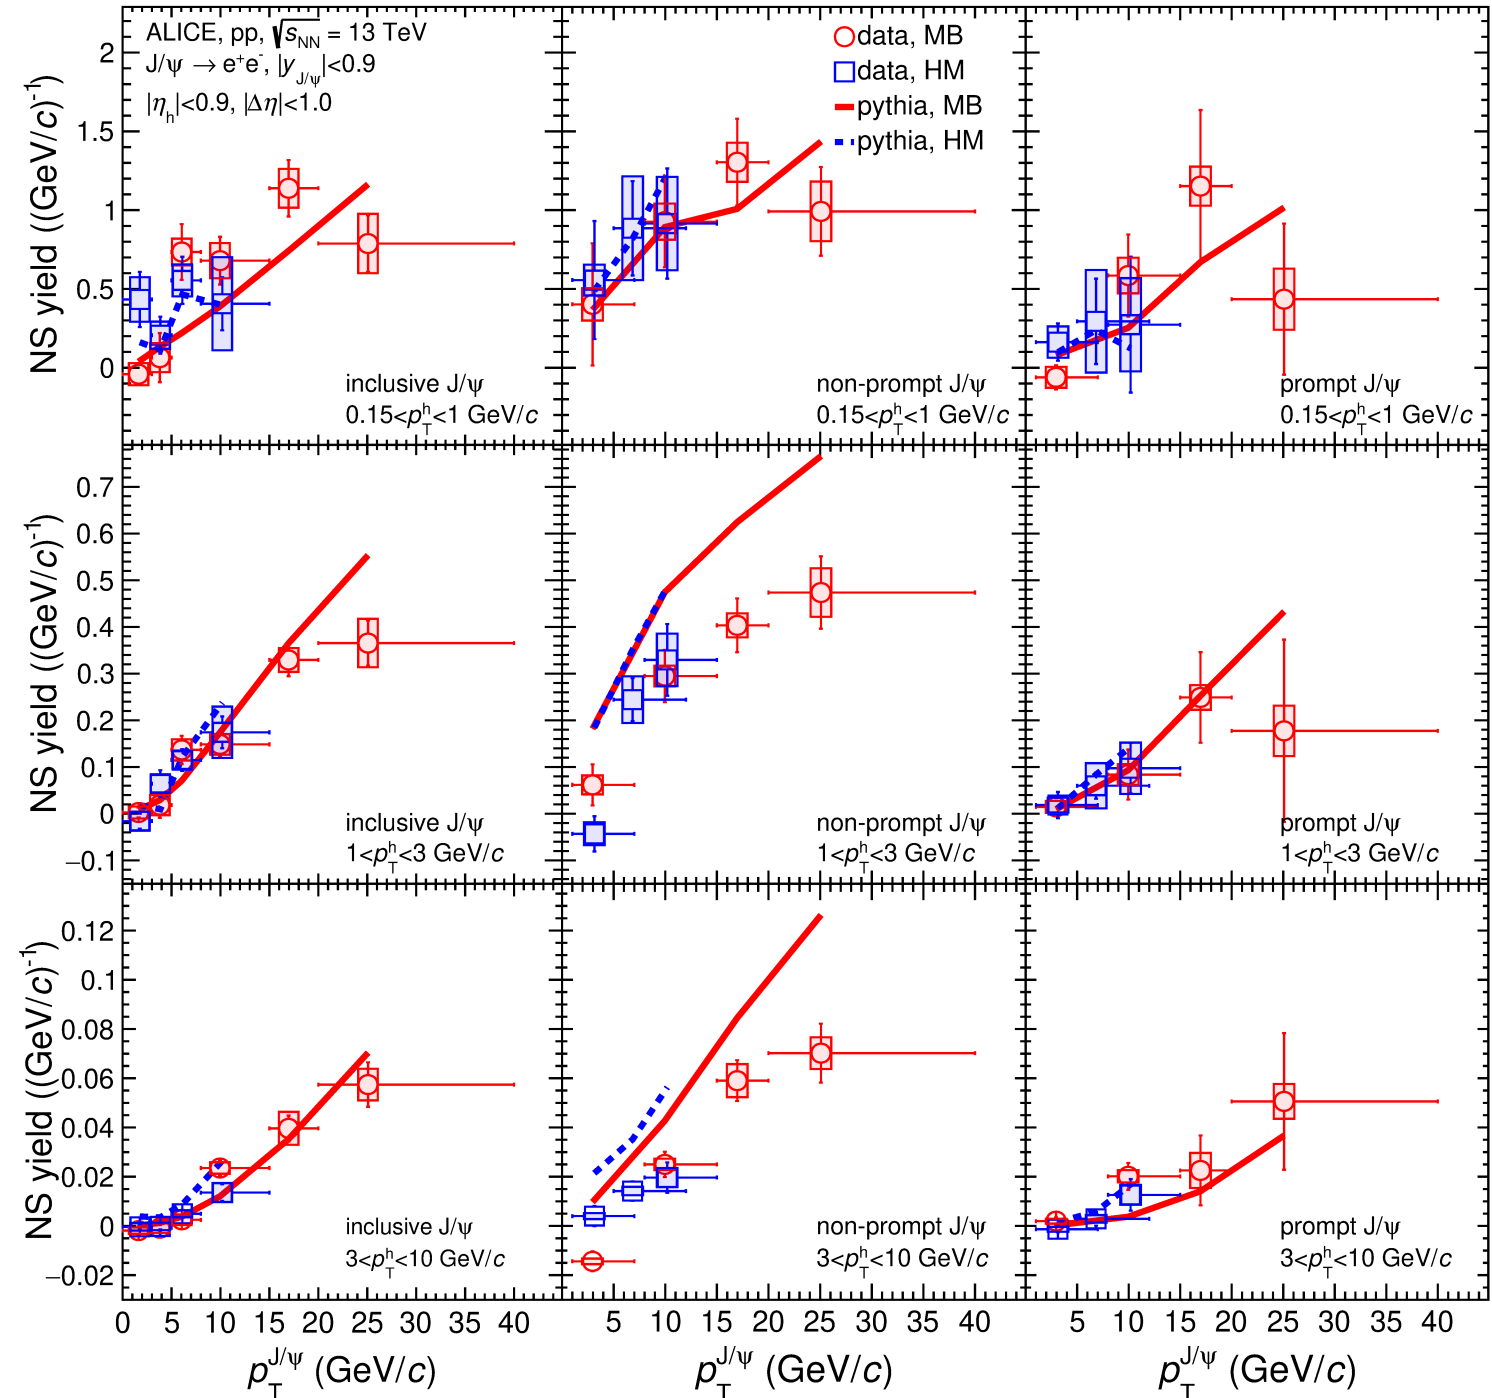 ALICE, pp, √s_NN = 13 TeV
J/ψ → e⁺e⁻, |y_J/ψ|<0.9
|η_h|<0.9, |Δη|<1.0
data, MB
data, HM
pythia, MB
pythia, HM
NS yield ((GeV/c)⁻¹)
2
1.5
1
0.5
0
inclusive J/ψ
0.15<p_T^h<1 GeV/c
non-prompt J/ψ
0.15<p_T^h<1 GeV/c
prompt J/ψ
0.15<p_T^h<1 GeV/c
NS yield ((GeV/c)⁻¹)
0.7
0.6
0.5
0.4
0.3
0.2
0.1
0
−0.1
inclusive J/ψ
1<p_T^h<3 GeV/c
non-prompt J/ψ
1<p_T^h<3 GeV/c
prompt J/ψ
1<p_T^h<3 GeV/c
NS yield ((GeV/c)⁻¹)
0.12
0.1
0.08
0.06
0.04
0.02
0
−0.02
inclusive J/ψ
3<p_T^h<10 GeV/c
non-prompt J/ψ
3<p_T^h<10 GeV/c
prompt J/ψ
3<p_T^h<10 GeV/c
0 5 10 15 20 25 30 35 40
5 10 15 20 25 30 35 40
5 10 15 20 25 30 35 40
p_T^J/ψ (GeV/c)
p_T^J/ψ (GeV/c)
p_T^J/ψ (GeV/c)